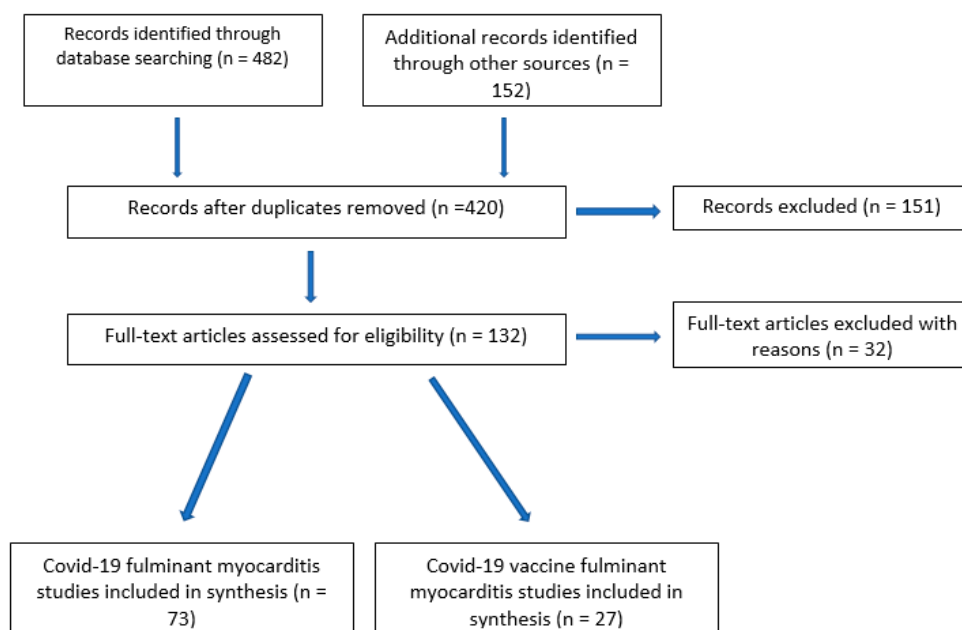 Records identified through
database searching (n = 482)
Additional records identified
through other sources (n =
152)
Records after duplicates removed (n =420)
Records excluded (n = 151)
Full-text articles assessed for eligibility (n = 132)
Full-text articles excluded with
reasons (n = 32)
Covid-19 fulminant myocarditis
studies included in synthesis (n =
73)
Covid-19 vaccine fulminant
myocarditis studies included in
synthesis (n = 27)